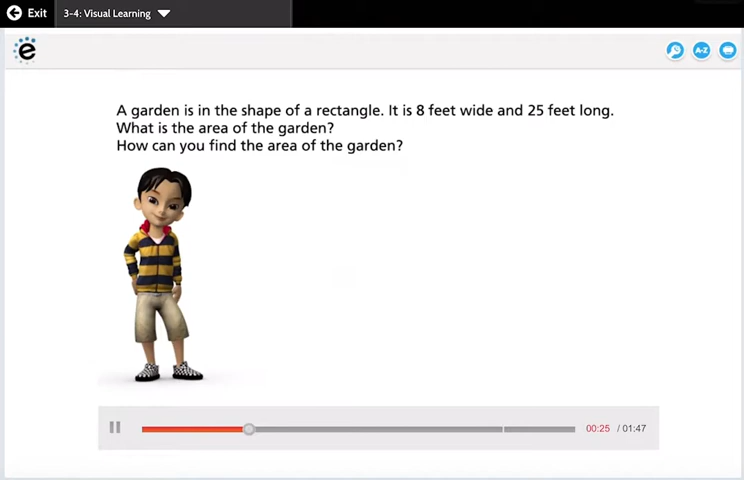 Exit
3-4: Visual Learning
e
A-Z
A garden is in the shape of a rectangle. It is 8 feet wide and 25 feet long.
What is the area of the garden?
How can you find the area of the garden?
00:25 / 01:47